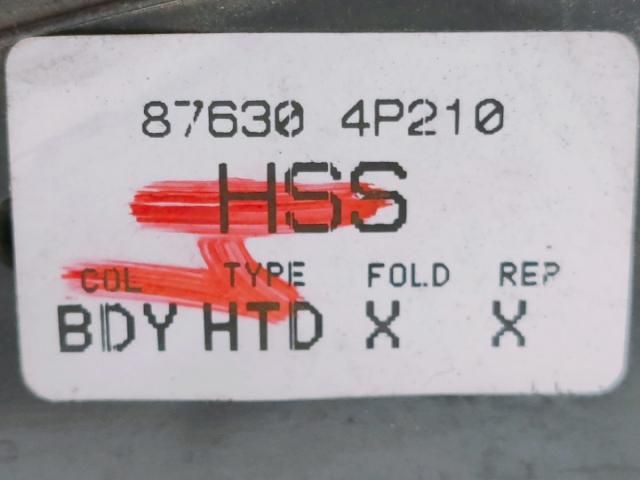 87630 4P210
HSS
COL TYPE FOLD REP
BDY HTD X X